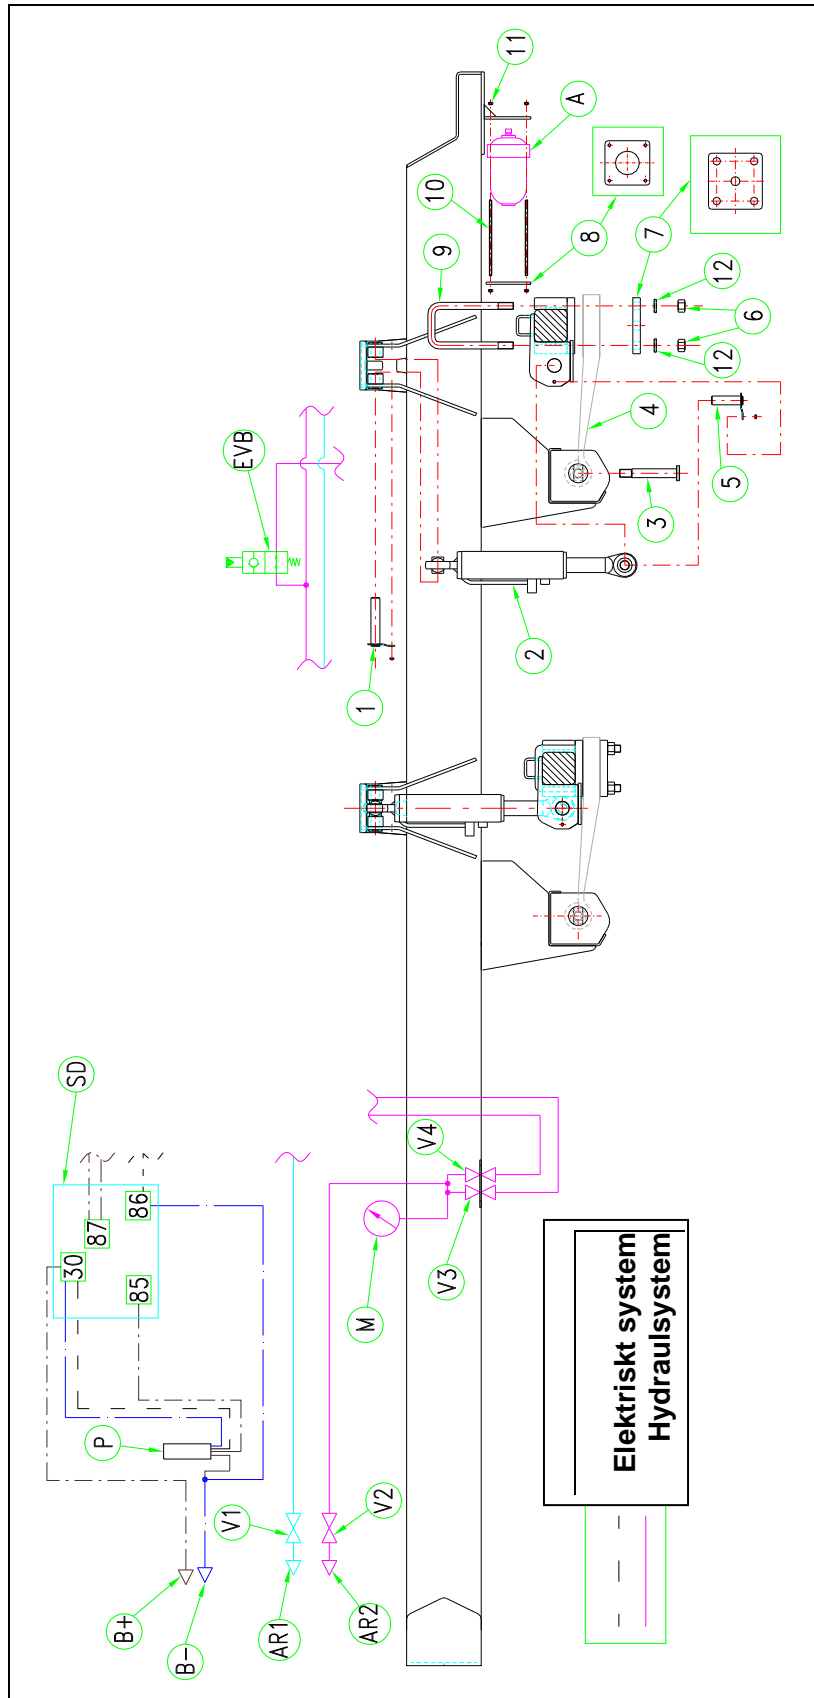 SD
30
87
86
85
P
B+
B-
V1
AR1
V2
AR2
M
V3
V4
EVB
1
2
3
4
5
6
7
8
9
10
11
12
12
A
Elektriskt system
Hydraulsystem